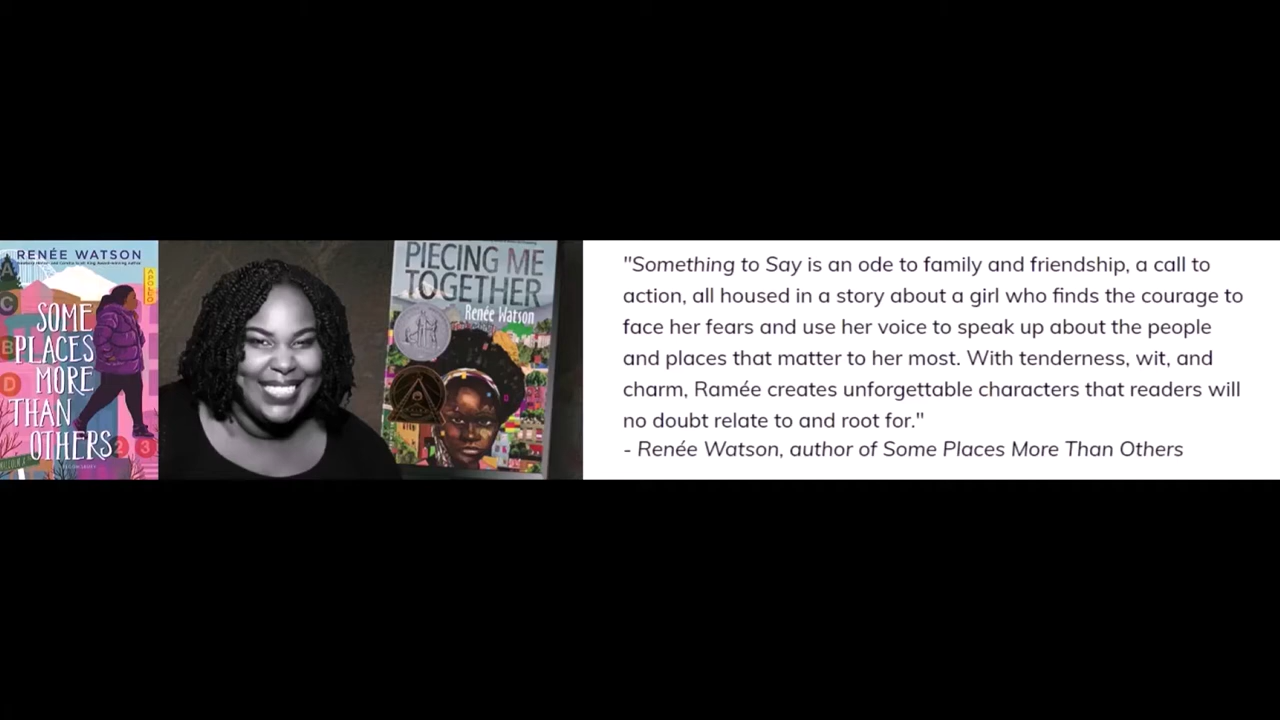 RENÉE WATSON
SOME
PLACES
MORE
THAN
OTHERS
A
C
B
D
2 3
APOLLO
PIECING ME
TOGETHER
Renée Watson
"Something to Say is an ode to family and friendship, a call to
action, all housed in a story about a girl who finds the courage to
face her fears and use her voice to speak up about the people
and places that matter to her most. With tenderness, wit, and
charm, Ramée creates unforgettable characters that readers will
no doubt relate to and root for."
- Renée Watson, author of Some Places More Than Others